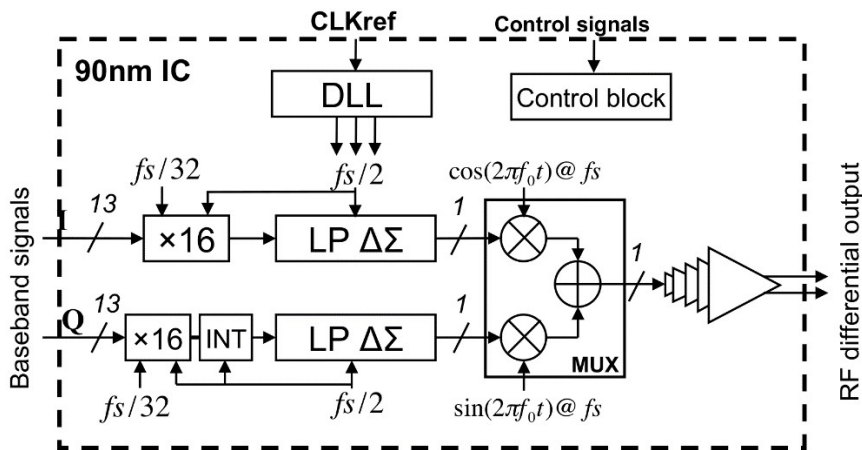 CLKref
Control signals
90nm IC
DLL
Control block
fs/32
fs/2
cos(2πf₀t)@ fs
Baseband signals
I
13
×16
LP ΔΣ
1
1
Q
13
×16
INT
LP ΔΣ
1
MUX
fs/32
fs/2
sin(2πf₀t)@ fs
RF differential output